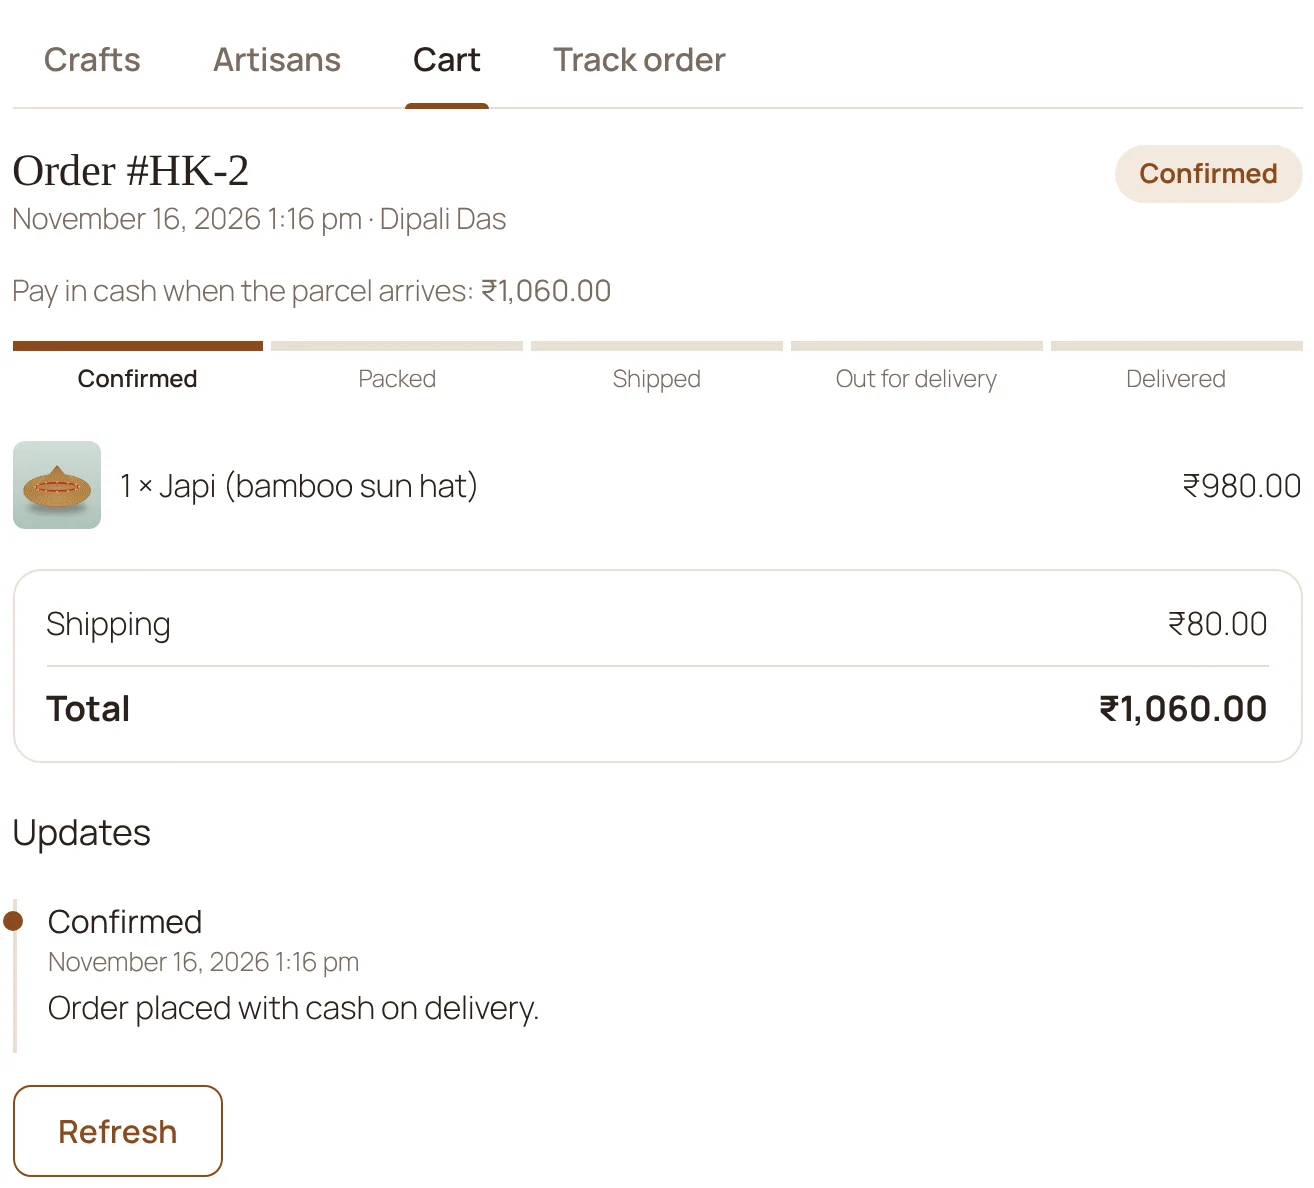 Crafts Artisans Cart Track order
Order #HK-2
Confirmed
November 16, 2026 1:16 pm · Dipali Das
Pay in cash when the parcel arrives: ₹1,060.00
Confirmed Packed Shipped Out for delivery Delivered
1 × Japi (bamboo sun hat) ₹980.00
Shipping ₹80.00
Total ₹1,060.00
Updates
Confirmed
November 16, 2026 1:16 pm
Order placed with cash on delivery.
Refresh